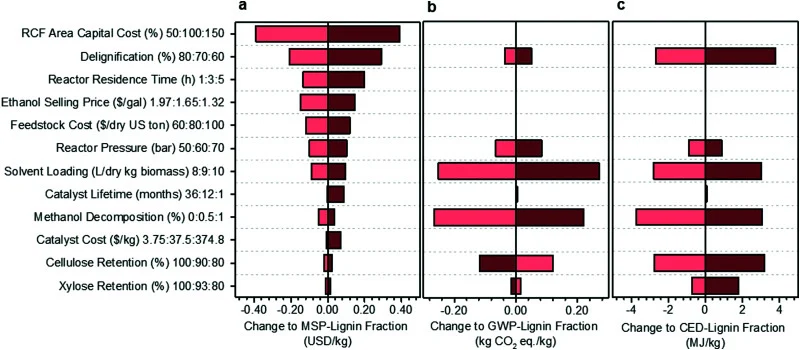 a
b
c
RCF Area Capital Cost (%) 50:100:150
Delignification (%) 80:70:60
Reactor Residence Time (h) 1:3:5
Ethanol Selling Price ($/gal) 1.97:1.65:1.32
Feedstock Cost ($/dry US ton) 60:80:100
Reactor Pressure (bar) 50:60:70
Solvent Loading (L/dry kg biomass) 8:9:10
Catalyst Lifetime (months) 36:12:1
Methanol Decomposition (%) 0:0.5:1
Catalyst Cost ($/kg) 3.75:37.5:374.8
Cellulose Retention (%) 100:90:80
Xylose Retention (%) 100:93:80
-0.40 -0.20 0.00 0.20 0.40
-0.20 0.00 0.20
-4 0 4
Change to MSP-Lignin Fraction
(USD/kg)
Change to GWP-Lignin Fraction
(kg CO2 eq./kg)
Change to CED-Lignin Fraction
(MJ/kg)